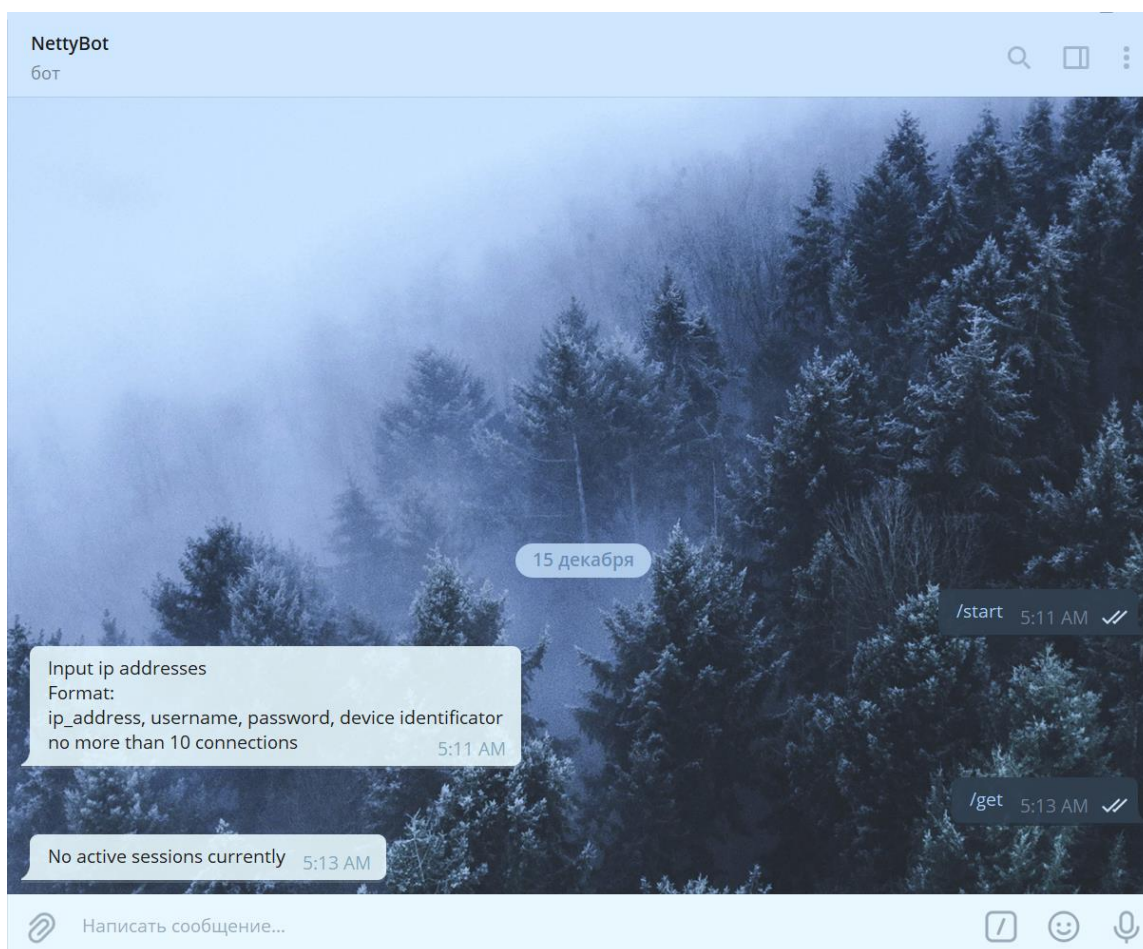 NettyBot
бот
15 декабря
/start 5:11 AM
Input ip addresses
Format:
ip_address, username, password, device identificator
no more than 10 connections 5:11 AM
/get 5:13 AM
No active sessions currently 5:13 AM
Написать сообщение...